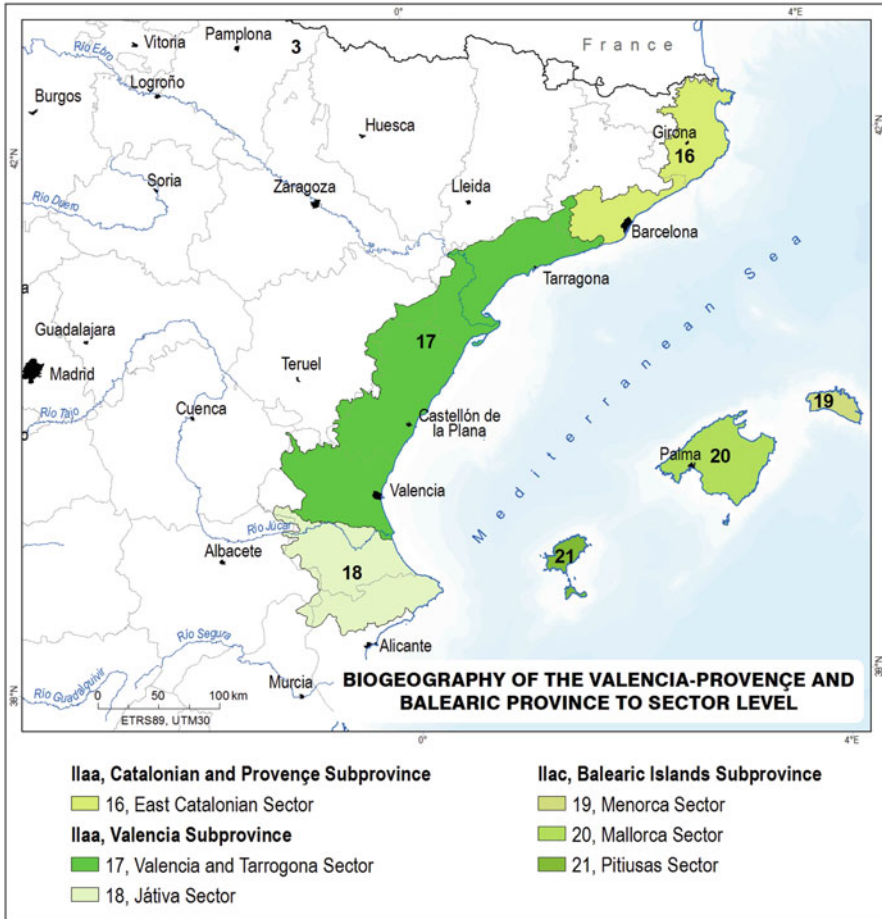 0°
4°
Río Ebro
Vitoria
Pamplona
3
France
Logroño
Burgos
Huesca
42°N
42°N
Girona
16
Soria
Río Duero
Zaragoza
Lleida
Barcelona
Tarragona
a
Guadalajara
Madrid
17
Teruel
Mediterranean Sea
Río Tajo
Cuenca
o
Castellón de
la Plana
19
Palma
20
Valencia
Río Júcar
Albacete
18
21
Río Segura
Alicante
38°N
38°N
Río Guadalquivir
Murcia
0 50 100 km
ETRS89, UTM30
BIOGEOGRAPHY OF THE VALENCIA-PROVENÇE AND
BALEARIC PROVINCE TO SECTOR LEVEL
0°
4°E
IIaa, Catalonian and Provençe Subprovince
16, East Catalonian Sector
IIaa, Valencia Subprovince
17, Valencia and Tarrogona Sector
18, Játiva Sector
IIac, Balearic Islands Subprovince
19, Menorca Sector
20, Mallorca Sector
21, Pitiusas Sector